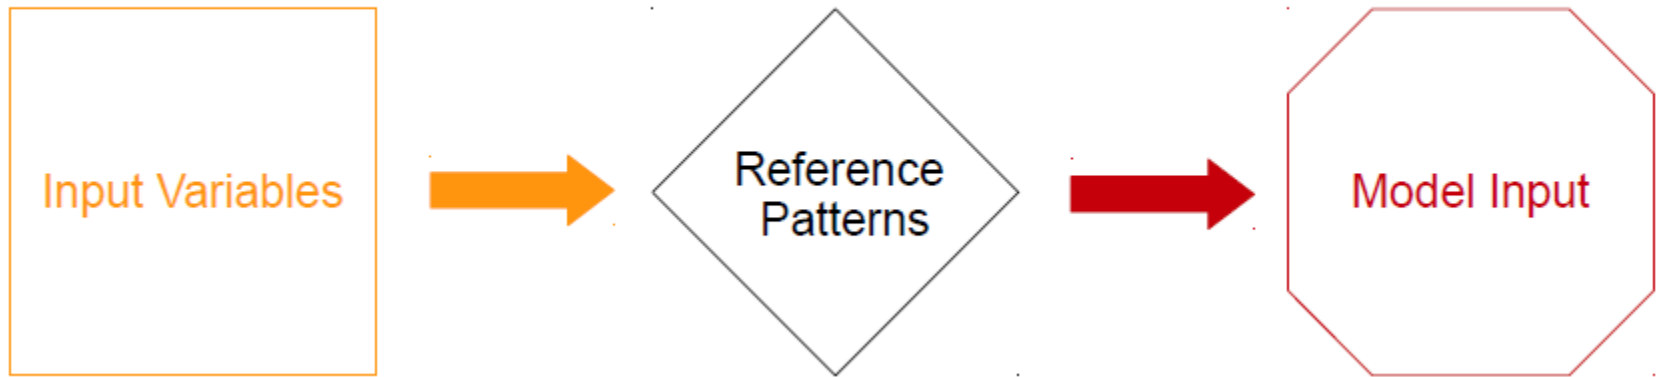 Input Variables
Reference
Patterns
Model Input